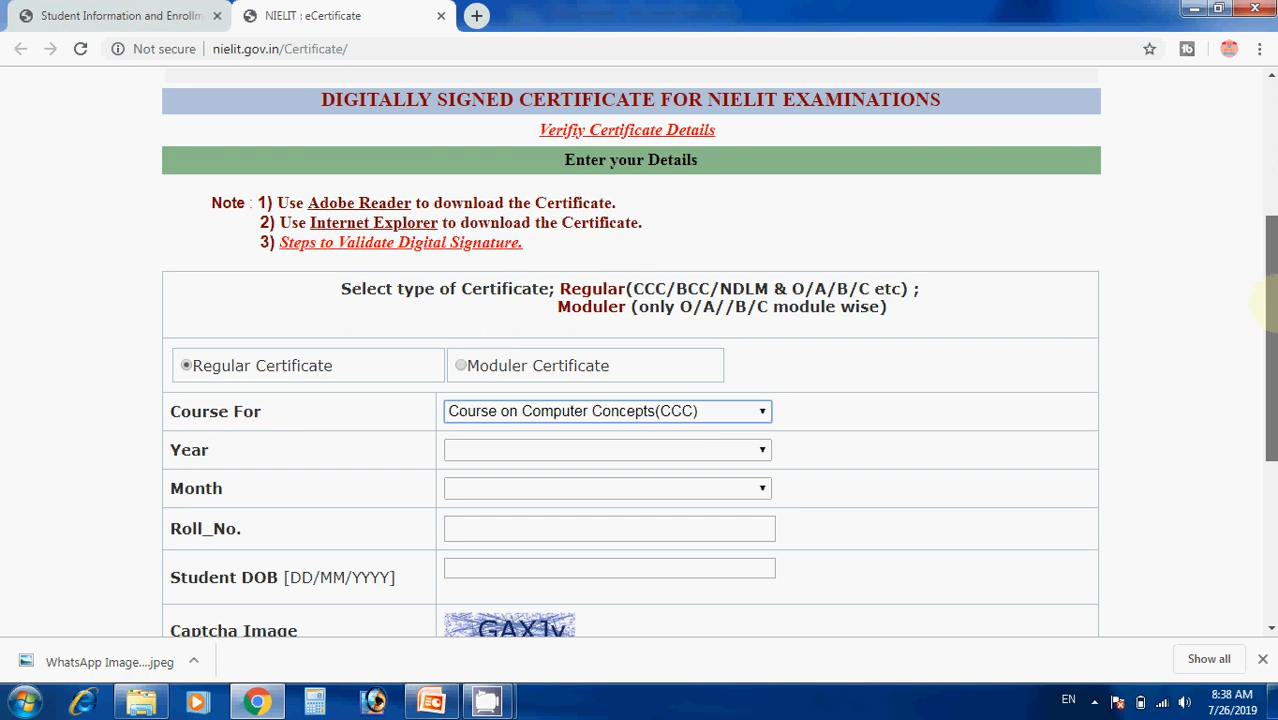 Student Information and Enrollm
NIELIT : eCertificate
Not secure | nielit.gov.in/Certificate/
DIGITALLY SIGNED CERTIFICATE FOR NIELIT EXAMINATIONS
Verifiy Certificate Details
Enter your Details
Note : 1) Use Adobe Reader to download the Certificate.
2) Use Internet Explorer to download the Certificate.
3) Steps to Validate Digital Signature.
Select type of Certificate; Regular(CCC/BCC/NDLM & O/A/B/C etc) ;
Moduler (only O/A//B/C module wise)
Regular Certificate
Moduler Certificate
Course For
Course on Computer Concepts(CCC)
Year
Month
Roll_No.
Student DOB [DD/MM/YYYY]
Captcha Image
WhatsApp Image....jpeg
Show all
EN
8:38 AM
7/26/2019